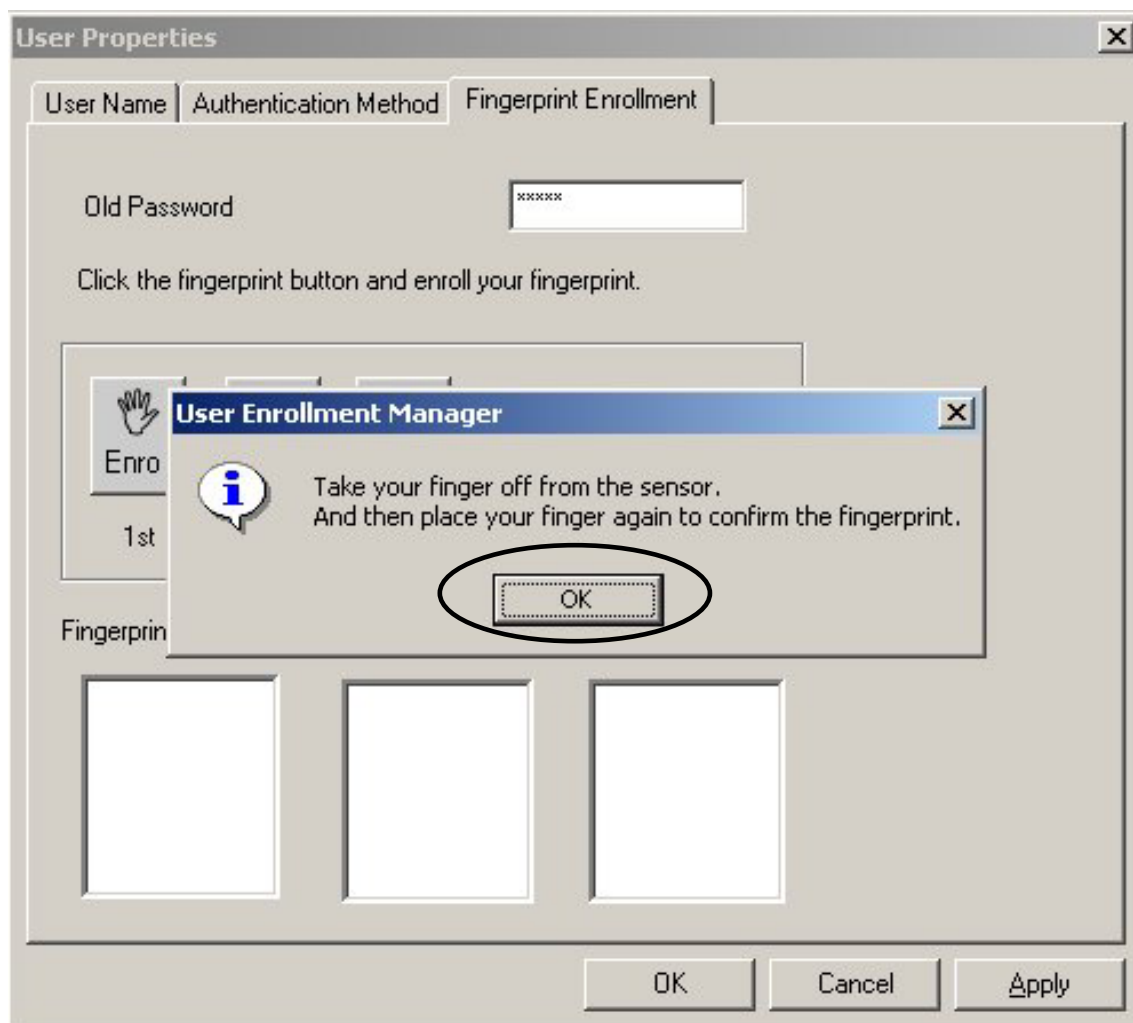 User Properties
User Name
Authentication Method
Fingerprint Enrollment
Old Password
xxxxx
Click the fingerprint button and enroll your fingerprint.
Enro
1st
User Enrollment Manager
Take your finger off from the sensor.
And then place your finger again to confirm the fingerprint.
OK
Fingerprin
OK
Cancel
Apply